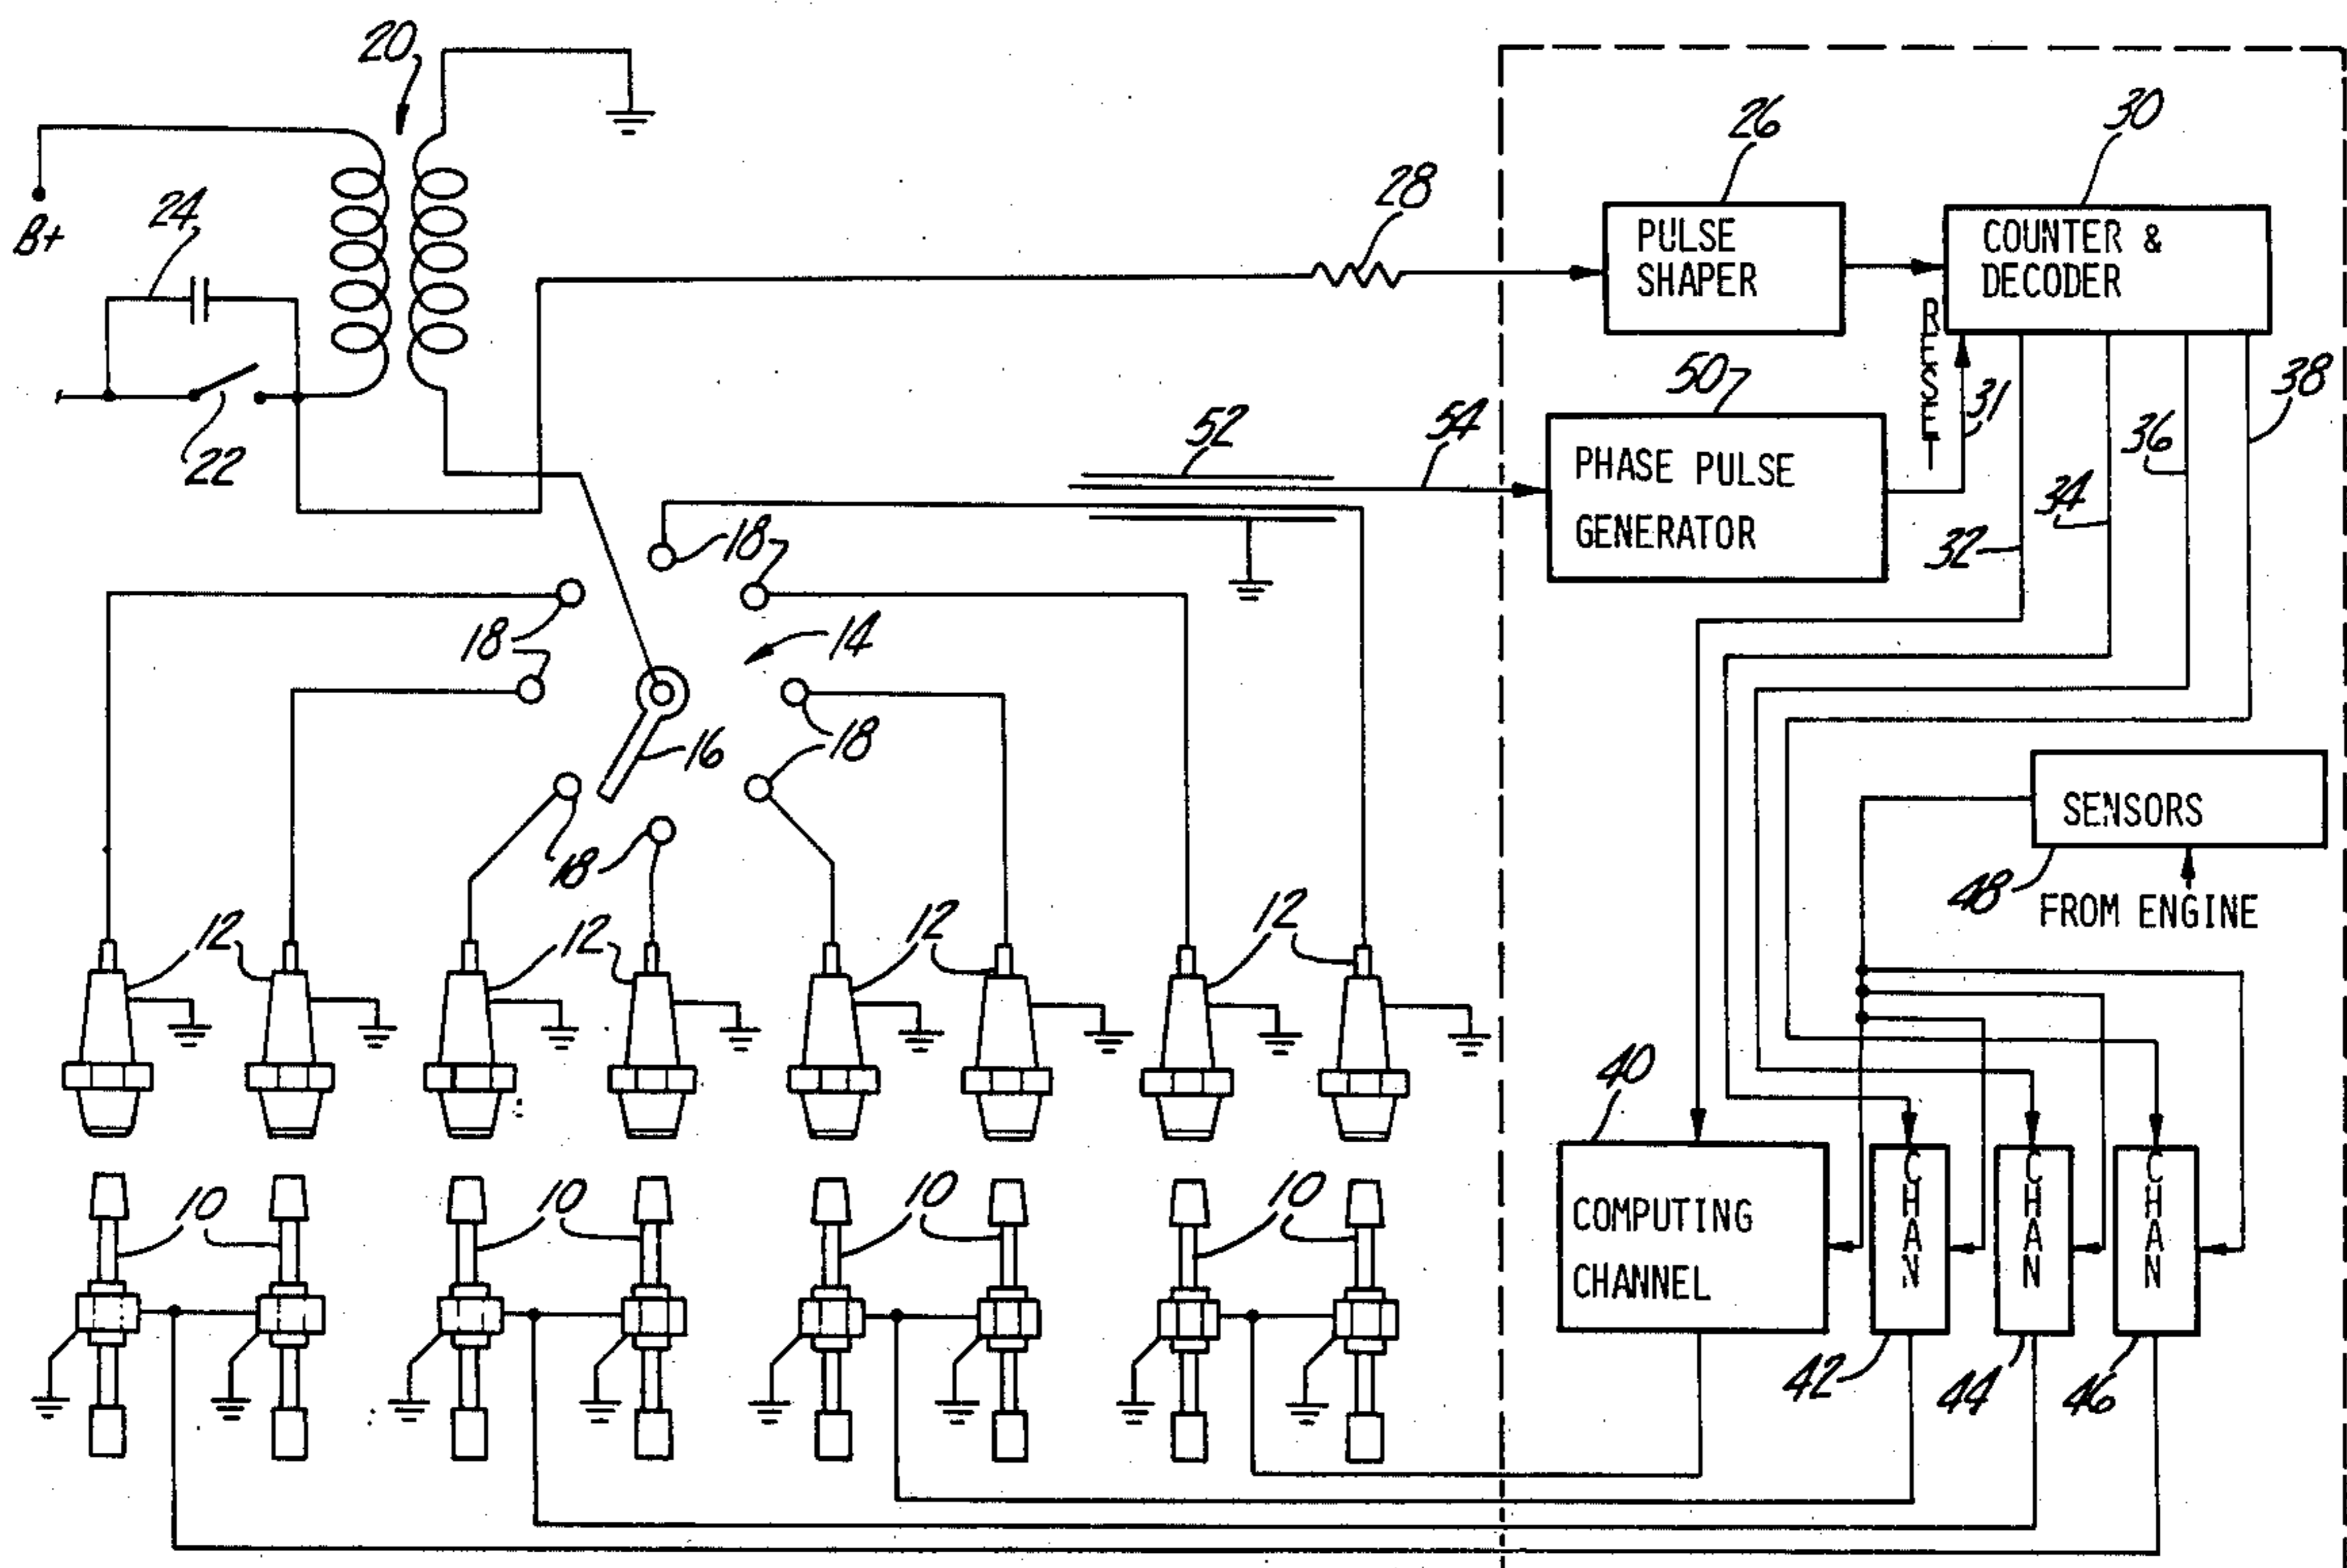 20
B+
24
22
28
26
30
PULSE
SHAPER
COUNTER &
DECODER
RESET
31
50
52
54
PHASE PULSE
GENERATOR
32
34
36
38
18
18
14
16
18
18
SENSORS
48
FROM ENGINE
12
12
12
12
40
COMPUTING
CHANNEL
CHAN
CHAN
CHAN
42
44
46
10
10
10
10